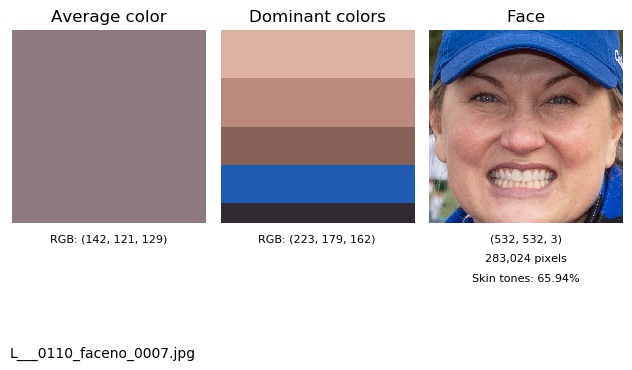 Average color
Dominant colors
Face
RGB: (142, 121, 129)
RGB: (223, 179, 162)
(532, 532, 3)
283,024 pixels
Skin tones: 65.94%
L___0110_faceno_0007.jpg